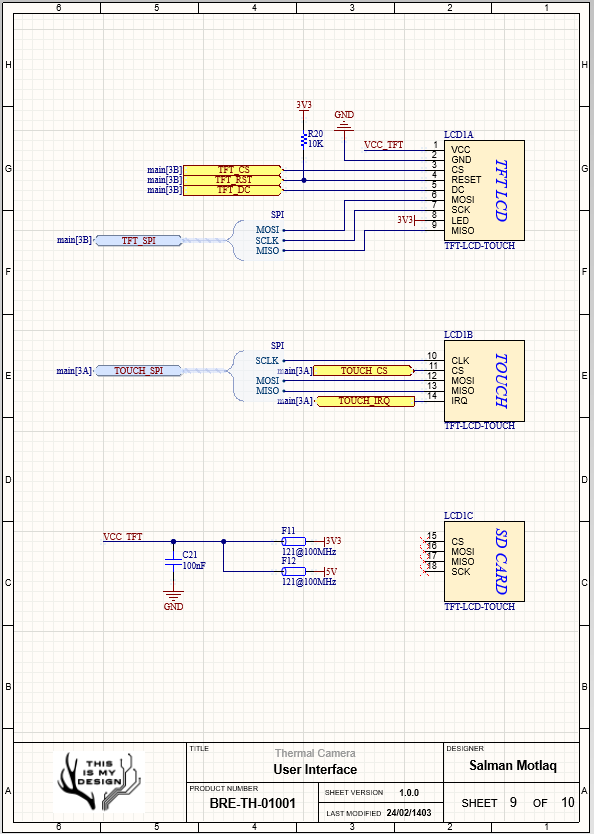 6 5 4 3 2 1
H H
3V3
GND
R20
10K
LCD1A
VCC_TFT
1 VCC
2 GND
main[3B] TFT_CS 3 CS
main[3B] TFT_RST 4 RESET
main[3B] TFT_DC 5 DC
6 MOSI
7 SCK
3V3 8 LED
9 MISO
TFT LCD
TFT-LCD-TOUCH
G G
SPI
MOSI
main[3B] TFT_SPI SCLK
MISO
F F
LCD1B
SPI
SCLK 10 CLK
main[3A] TOUCH_SPI main[3A] TOUCH_CS 11 CS
MOSI 12 MOSI
MISO 13 MISO
main[3A] TOUCH_IRQ 14 IRQ
TOUCH
TFT-LCD-TOUCH
E E
D D
LCD1C
VCC_TFT
F11
3V3
121@100MHz
F12
5V
121@100MHz
C21
100nF
GND
15 CS
16 MOSI
17 MISO
18 SCK
SD CARD
TFT-LCD-TOUCH
C C
B B
A A
THIS
IS MY
DESIGN
TITLE
Thermal Camera
User Interface
DESIGNER
Salman Motlaq
PRODUCT NUMBER
BRE-TH-01001
SHEET VERSION 1.0.0
LAST MODIFIED 24/02/1403
SHEET 9 OF 10
6 5 4 3 2 1